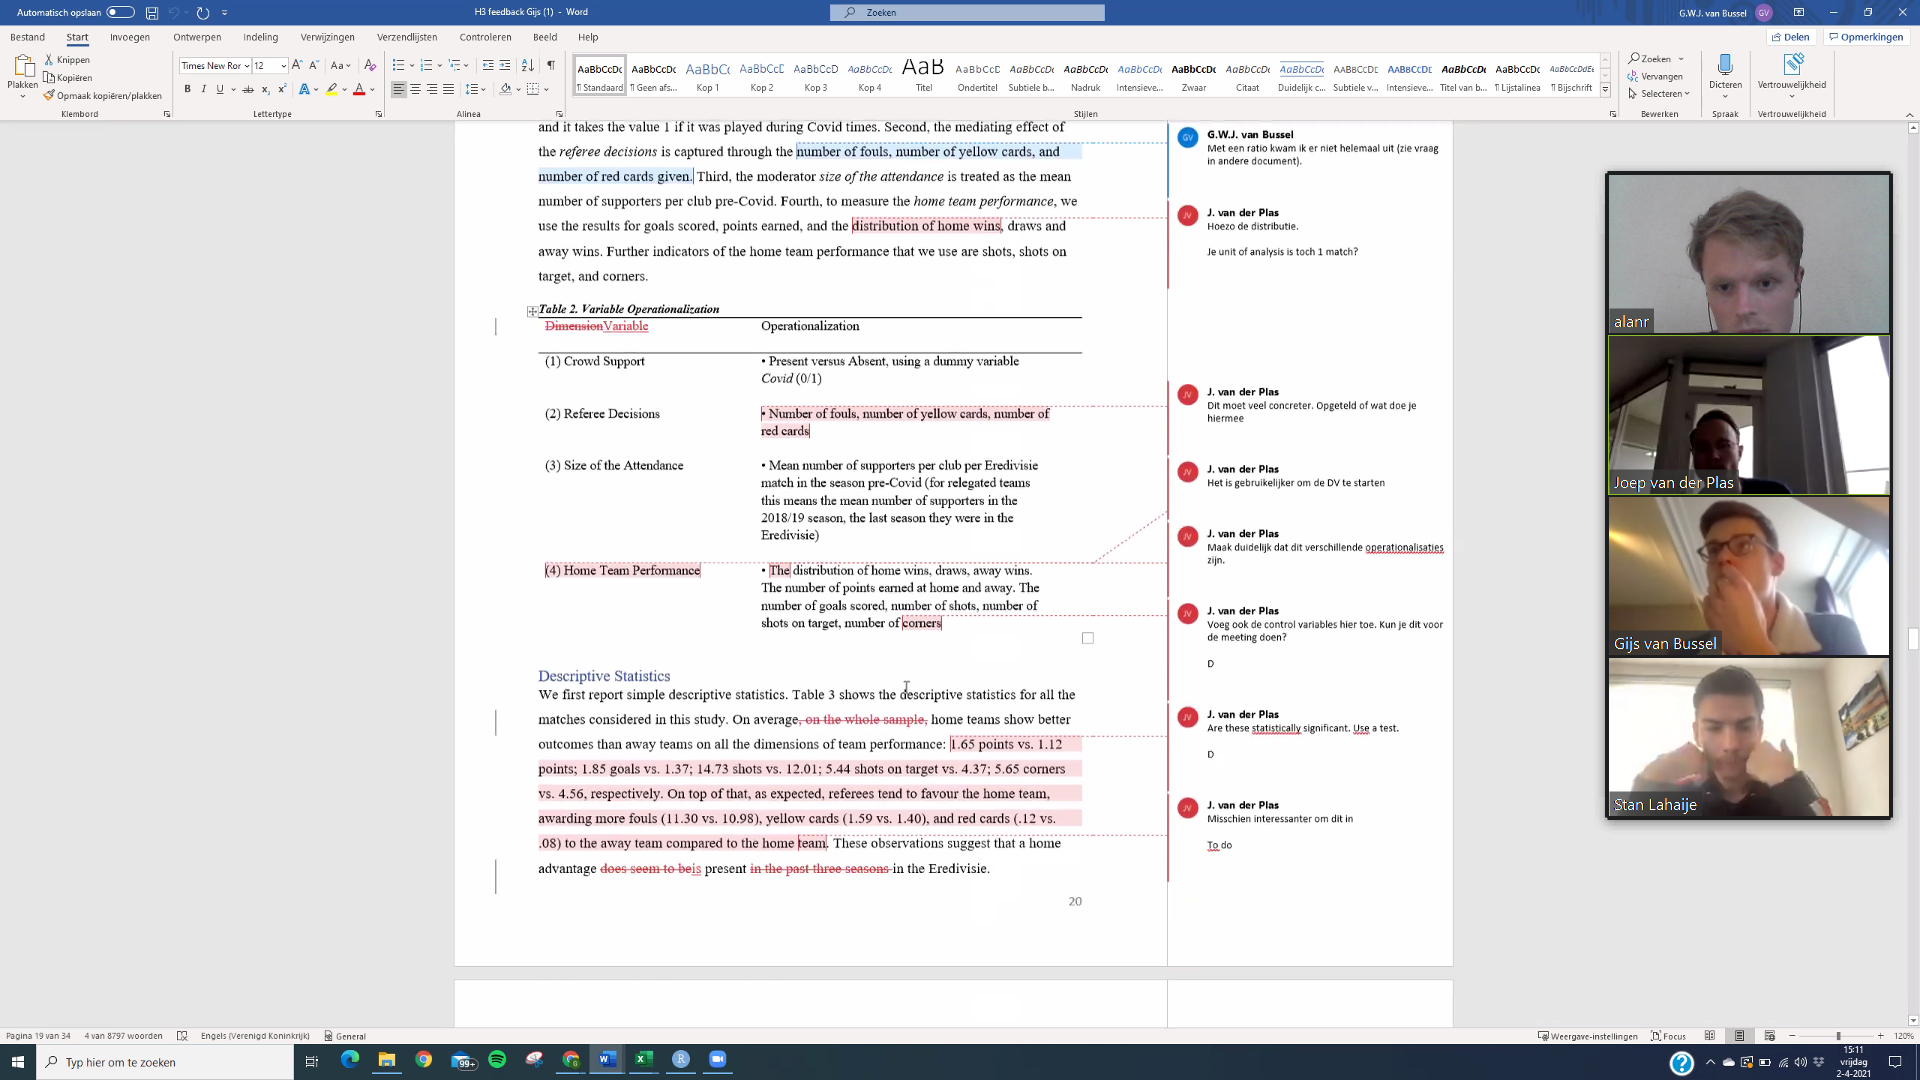 Automatisch opslaan
H3 feedback Gijs (1) - Word
Zoeken
G.W.J. van Bussel GV
Bestand Start Invoegen Ontwerpen Indeling Verwijzingen Verzendlijsten Controleren Beeld Help
Delen Opmerkingen
Plakken
Knippen
Kopiëren
Opmaak kopiëren/plakken
Klembord
Times New Ror 12
Lettertype
Alinea
AaBbCcDc AaBbCcDc AaBbCc AaBbCcD AaBbCcD AaBbCcDc AaB AaBbCcD AaBbCcDc AaBbCcDc AaBbCcDc AaBbCcDc AaBbCcDc AaBbCcDc AaBbCcDc AaBbCcDc AaBbCcDc AaBbCcDc AaBbCcDdEe
¶ Standaard ¶ Geen afs... Kop 1 Kop 2 Kop 3 Kop 4 Titel Ondertitel Subtiele b... Nadruk Intensieve... Zwaar Citaat Duidelijk c... Subtiele v... Intensieve... Titel van b... ¶ Lijstalinea ¶ Bijschrift
Stijlen
Zoeken
Vervangen
Selecteren
Bewerken
Dicteren
Spraak
Vertrouwelijkheid
Vertrouwelijkheid
and it takes the value 1 if it was played during Covid times. Second, the mediating effect of
the referee decisions is captured through the number of fouls, number of yellow cards, and
number of red cards given. Third, the moderator size of the attendance is treated as the mean
number of supporters per club pre-Covid. Fourth, to measure the home team performance, we
use the results for goals scored, points earned, and the distribution of home wins, draws and
away wins. Further indicators of the home team performance that we use are shots, shots on
target, and corners.
Table 2. Variable Operationalization
DimensionVariable Operationalization
(1) Crowd Support • Present versus Absent, using a dummy variable
Covid (0/1)
(2) Referee Decisions • Number of fouls, number of yellow cards, number of
red cards
(3) Size of the Attendance • Mean number of supporters per club per Eredivisie
match in the season pre-Covid (for relegated teams
this means the mean number of supporters in the
2018/19 season, the last season they were in the
Eredivisie)
(4) Home Team Performance • The distribution of home wins, draws, away wins.
The number of points earned at home and away. The
number of goals scored, number of shots, number of
shots on target, number of corners
Descriptive Statistics
We first report simple descriptive statistics. Table 3 shows the descriptive statistics for all the
matches considered in this study. On average, on the whole sample, home teams show better
outcomes than away teams on all the dimensions of team performance: 1.65 points vs. 1.12
points; 1.85 goals vs. 1.37; 14.73 shots vs. 12.01; 5.44 shots on target vs. 4.37; 5.65 corners
vs. 4.56, respectively. On top of that, as expected, referees tend to favour the home team,
awarding more fouls (11.30 vs. 10.98), yellow cards (1.59 vs. 1.40), and red cards (.12 vs.
.08) to the away team compared to the home team. These observations suggest that a home
advantage does seem to beis present in the past three seasons in the Eredivisie.
20
GV G.W.J. van Bussel
Met een ratio kwam ik er niet helemaal uit (zie vraag
in andere document).
JV J. van der Plas
Hoezo de distributie.
Je unit of analysis is toch 1 match?
JV J. van der Plas
Dit moet veel concreter. Opgeteld of wat doe je
hiermee
JV J. van der Plas
Het is gebruikelijker om de DV te starten
JV J. van der Plas
Maak duidelijk dat dit verschillende operationalisaties
zijn.
JV J. van der Plas
Voeg ook de control variables hier toe. Kun je dit voor
de meeting doen?
D
JV J. van der Plas
Are these statistically significant. Use a test.
D
JV J. van der Plas
Misschien interessanter om dit in
To do
alanr
Joep van der Plas
Gijs van Bussel
Stan Lahaije
Pagina 19 van 34 4 van 8797 woorden Engels (Verenigd Koninkrijk) General
Weergave-instellingen Focus 120%
Typ hier om te zoeken
99+
15:11
vrijdag
2-4-2021